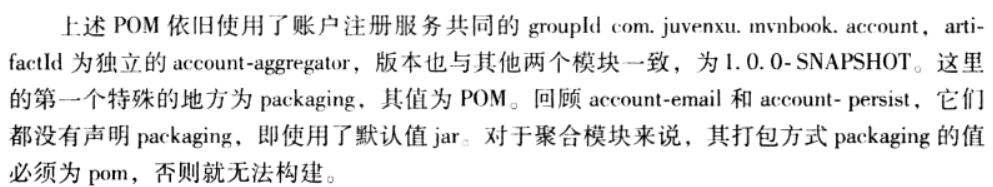 上述 POM 依旧使用了账户注册服务共同的 groupId com. juvenxu. mvnbook. account，arti-
factId 为独立的 account-aggregator，版本也与其他两个模块一致，为1. 0. 0- SNAPSHOT。这里
的第一个特殊的地方为 packaging，其值为 POM。回顾 account-email 和 account- persist，它们
都没有声明 packaging，即使用了默认值 jar。对于聚合模块来说，其打包方式 packaging 的值
必须为 pom，否则就无法构建。